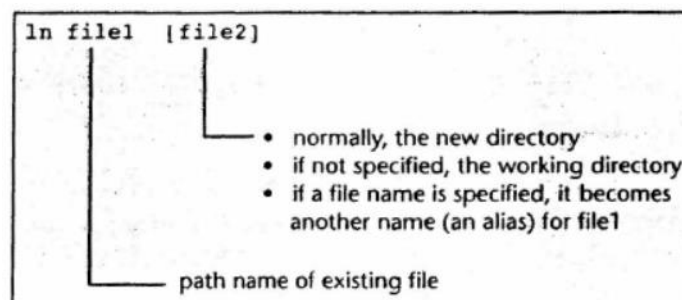 ln file1 [file2]
• normally, the new directory
• if not specified, the working directory
• if a file name is specified, it becomes
another name (an alias) for file1
path name of existing file